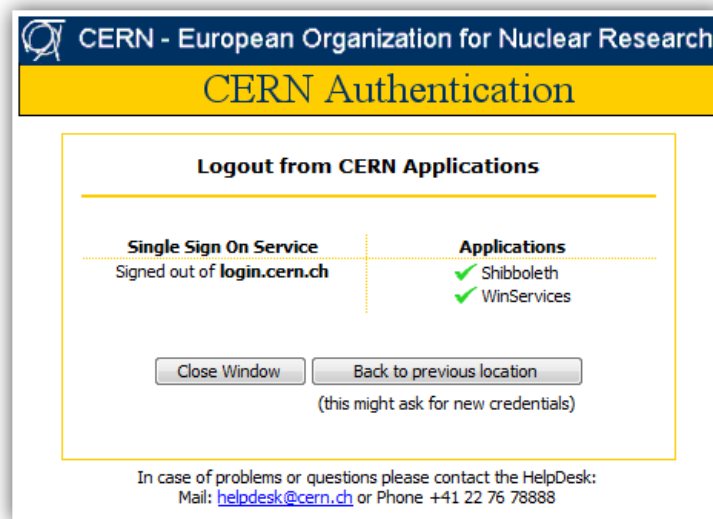 CERN - European Organization for Nuclear Research
CERN Authentication
Logout from CERN Applications
Single Sign On Service
Signed out of login.cern.ch
Applications
Shibboleth
WinServices
Close Window
Back to previous location
(this might ask for new credentials)
In case of problems or questions please contact the HelpDesk:
Mail: helpdesk@cern.ch or Phone +41 22 76 78888